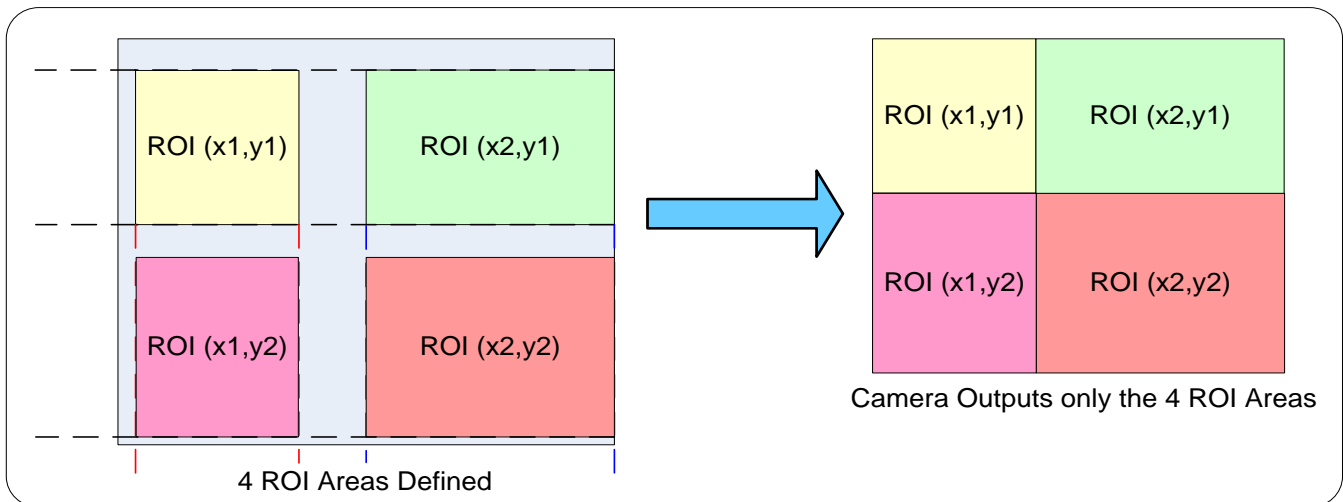 ROI (x1,y1)
ROI (x2,y1)
ROI (x1,y2)
ROI (x2,y2)
4 ROI Areas Defined
ROI (x1,y1)
ROI (x2,y1)
ROI (x1,y2)
ROI (x2,y2)
Camera Outputs only the 4 ROI Areas